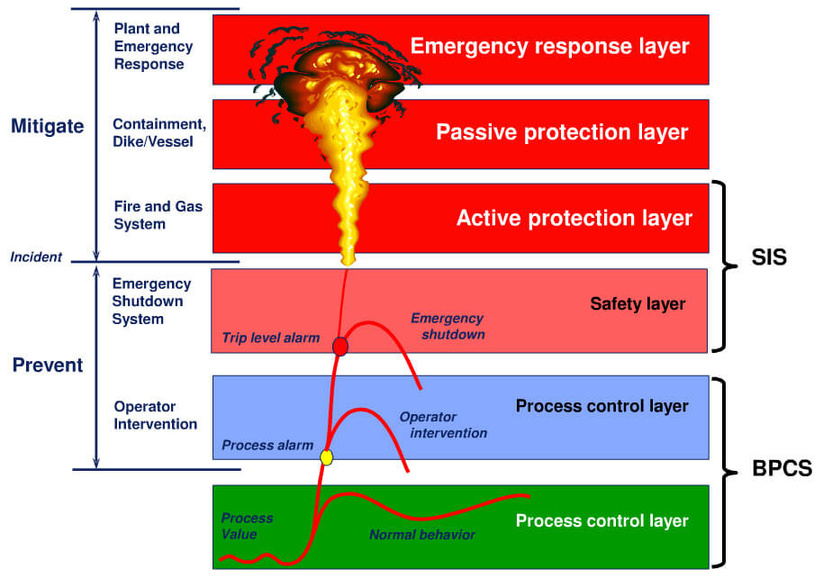 Plant and
Emergency
Response
Emergency response layer
Mitigate
Containment,
Dike/Vessel
Passive protection layer
Fire and Gas
System
Active protection layer
SIS
Incident
Emergency
Shutdown
System
Safety layer
Emergency
shutdown
Trip level alarm
Prevent
Operator
Intervention
Process control layer
Operator
intervention
Process alarm
BPCS
Process
Value
Normal behavior
Process control layer